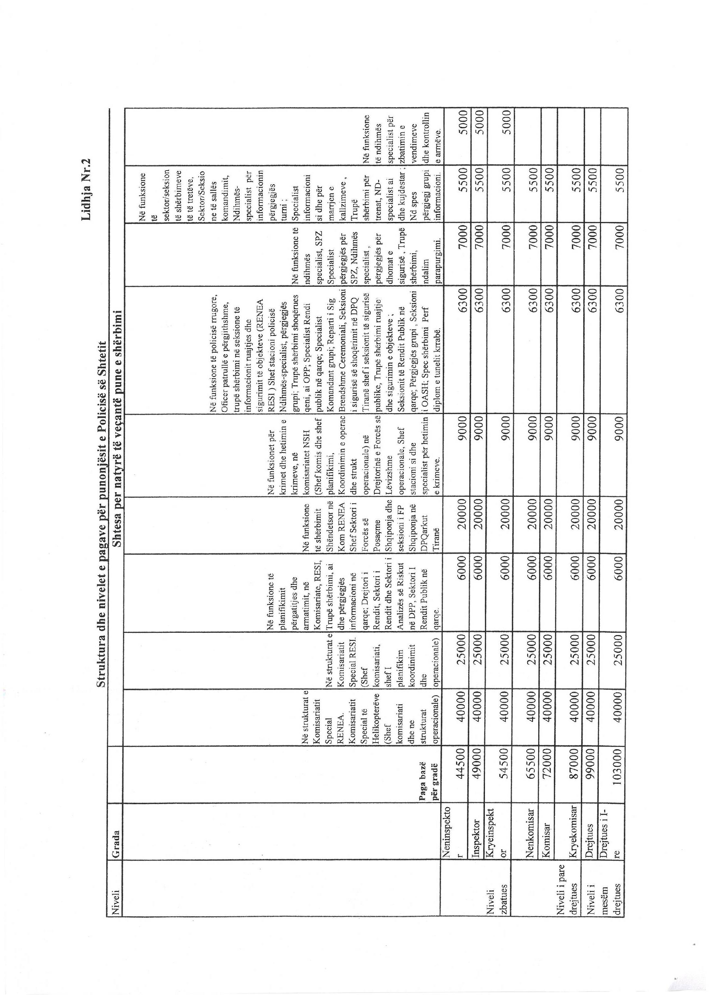 Lidhja Nr.2
Struktura dhe nivelet e pagave për punonjësit e Policisë së Shtetit
Niveli
Grada
Shtesa per natyrë të veçantë pune e shërbimi
Paga bazë
për gradë
Në strukturat e
Komisariatit
Special
RENEA.
Komisariatit
Special të
Helikopterëve
(Shef
komisariati
dhe ne
strukturat
operacionale)
Në strukturat e
Komisariatit
Special RESI.
(Shef
komisariati,
shef I
planifikim
koordinimit
dhe
operacionale)
Në funksione të
planifikimit
përgatitjes dhe
armatimit, në
Komisariate, RESI,
Trupë shërbimi, ai
dhe përgjegjës
informacioni në
qarqe; Drejtori i
Rendit, Sektori i
Rendit dhe Sektori i
Analizës së Riskut
në DPP, Sektori I
Rendit Publik në
qarqe.
Në funksione
të shërbimit
Shëndetsor në
Kom RENEA
Shef Sektori i
Forcës së
Posaçme
Shqiponja dhe
seksioni i FP
Shqiponja në
DPQarkut
Tiranë
Në funksionet për
krimet dhe hetimin e
krimeve, në
komisariatet NSH
(Shef komis dhe shef
planifikimi,
Koordinimin e operac
dhe strukt
operacionale) në
Drejtorinë e Forcës së
Lëvizshme
operacionale, Shef
stacioni si dhe
specialist për hetimin
e krimeve.
Në funksione të policisë rrugore,
Oficer patrullë e përgjithshme,
trupë shërbimi në seksione të
informacionit ruajtjes dhe
sigurimit të objekteve (RENEA
RESI ) Shef stacioni policisë
Ndihmës-specialist, përgjegjës
grupi; Trupë shërbimi shoqërues
qeni, ai OPP; Specialist Rendi
publik në qarqe; Specialist
Komandant grupi; Reparti i Sig
Brendshme Ceremoniali, Seksioni
i sigurisë së shoqërimit në DPQ
Tiranë shef i seksionit të sigurisë
publike, Trupë shërbimi ruajtje
dhe sigurimin e objekteve ;
Seksionit të Rendit Publik në
qarqe; Përgjegjës grupi , Seksioni
i OASH; Spec shërbimi Perf
diplom e tunelit krrabë.
Në funksione të
ndihmës
specialist, SPZ
Specialist
përgjegjës për
SPZ, Ndihmës
specialist ,
përgjegjës për
dhomat e
sigurisë , Trupë
shërbimi,
ndalim
parapurgimi.
Në funksione
të
sektor/seksion
të shërbimeve
të të tretëve,
Sektor/Seksio
ne të sallës
komandimit,
Ndihmës-
specialist për
informacionin
përgjegjës
turni ;
Specialist
informacioni
si dhe për
marrjen e
kallzimeve ,
Trupë
shërbimi për
trenat, ND-
specialist ai
dhe kujdestar ;
Nd spes
përgjegj grupi
informacioni.
Në funksione
të ndihmës
specialist për
zbatimin e
vendimeve
dhe kontrollin
e armëve.
Neninspekto
r 44500 40000 25000 6000 20000 9000 6300 7000 5500 5000
Inspektor 49000 40000 25000 6000 20000 9000 6300 7000 5500 5000
Niveli
zbatues
Kryeinspekt
or 54500 40000 25000 6000 20000 9000 6300 7000 5500 5000
Nenkomisar 65500 40000 25000 6000 20000 9000 6300 7000 5500
Komisar 72000 40000 25000 6000 20000 9000 6300 7000 5500
Niveli i pare
drejtues
Kryekomisar 87000 40000 25000 6000 20000 9000 6300 7000 5500
Niveli i
mesëm
drejtues
Drejtues 99000 40000 25000 6000 20000 9000 6300 7000 5500
Drejtues i I-
re 103000 40000 25000 6000 20000 9000 6300 7000 5500